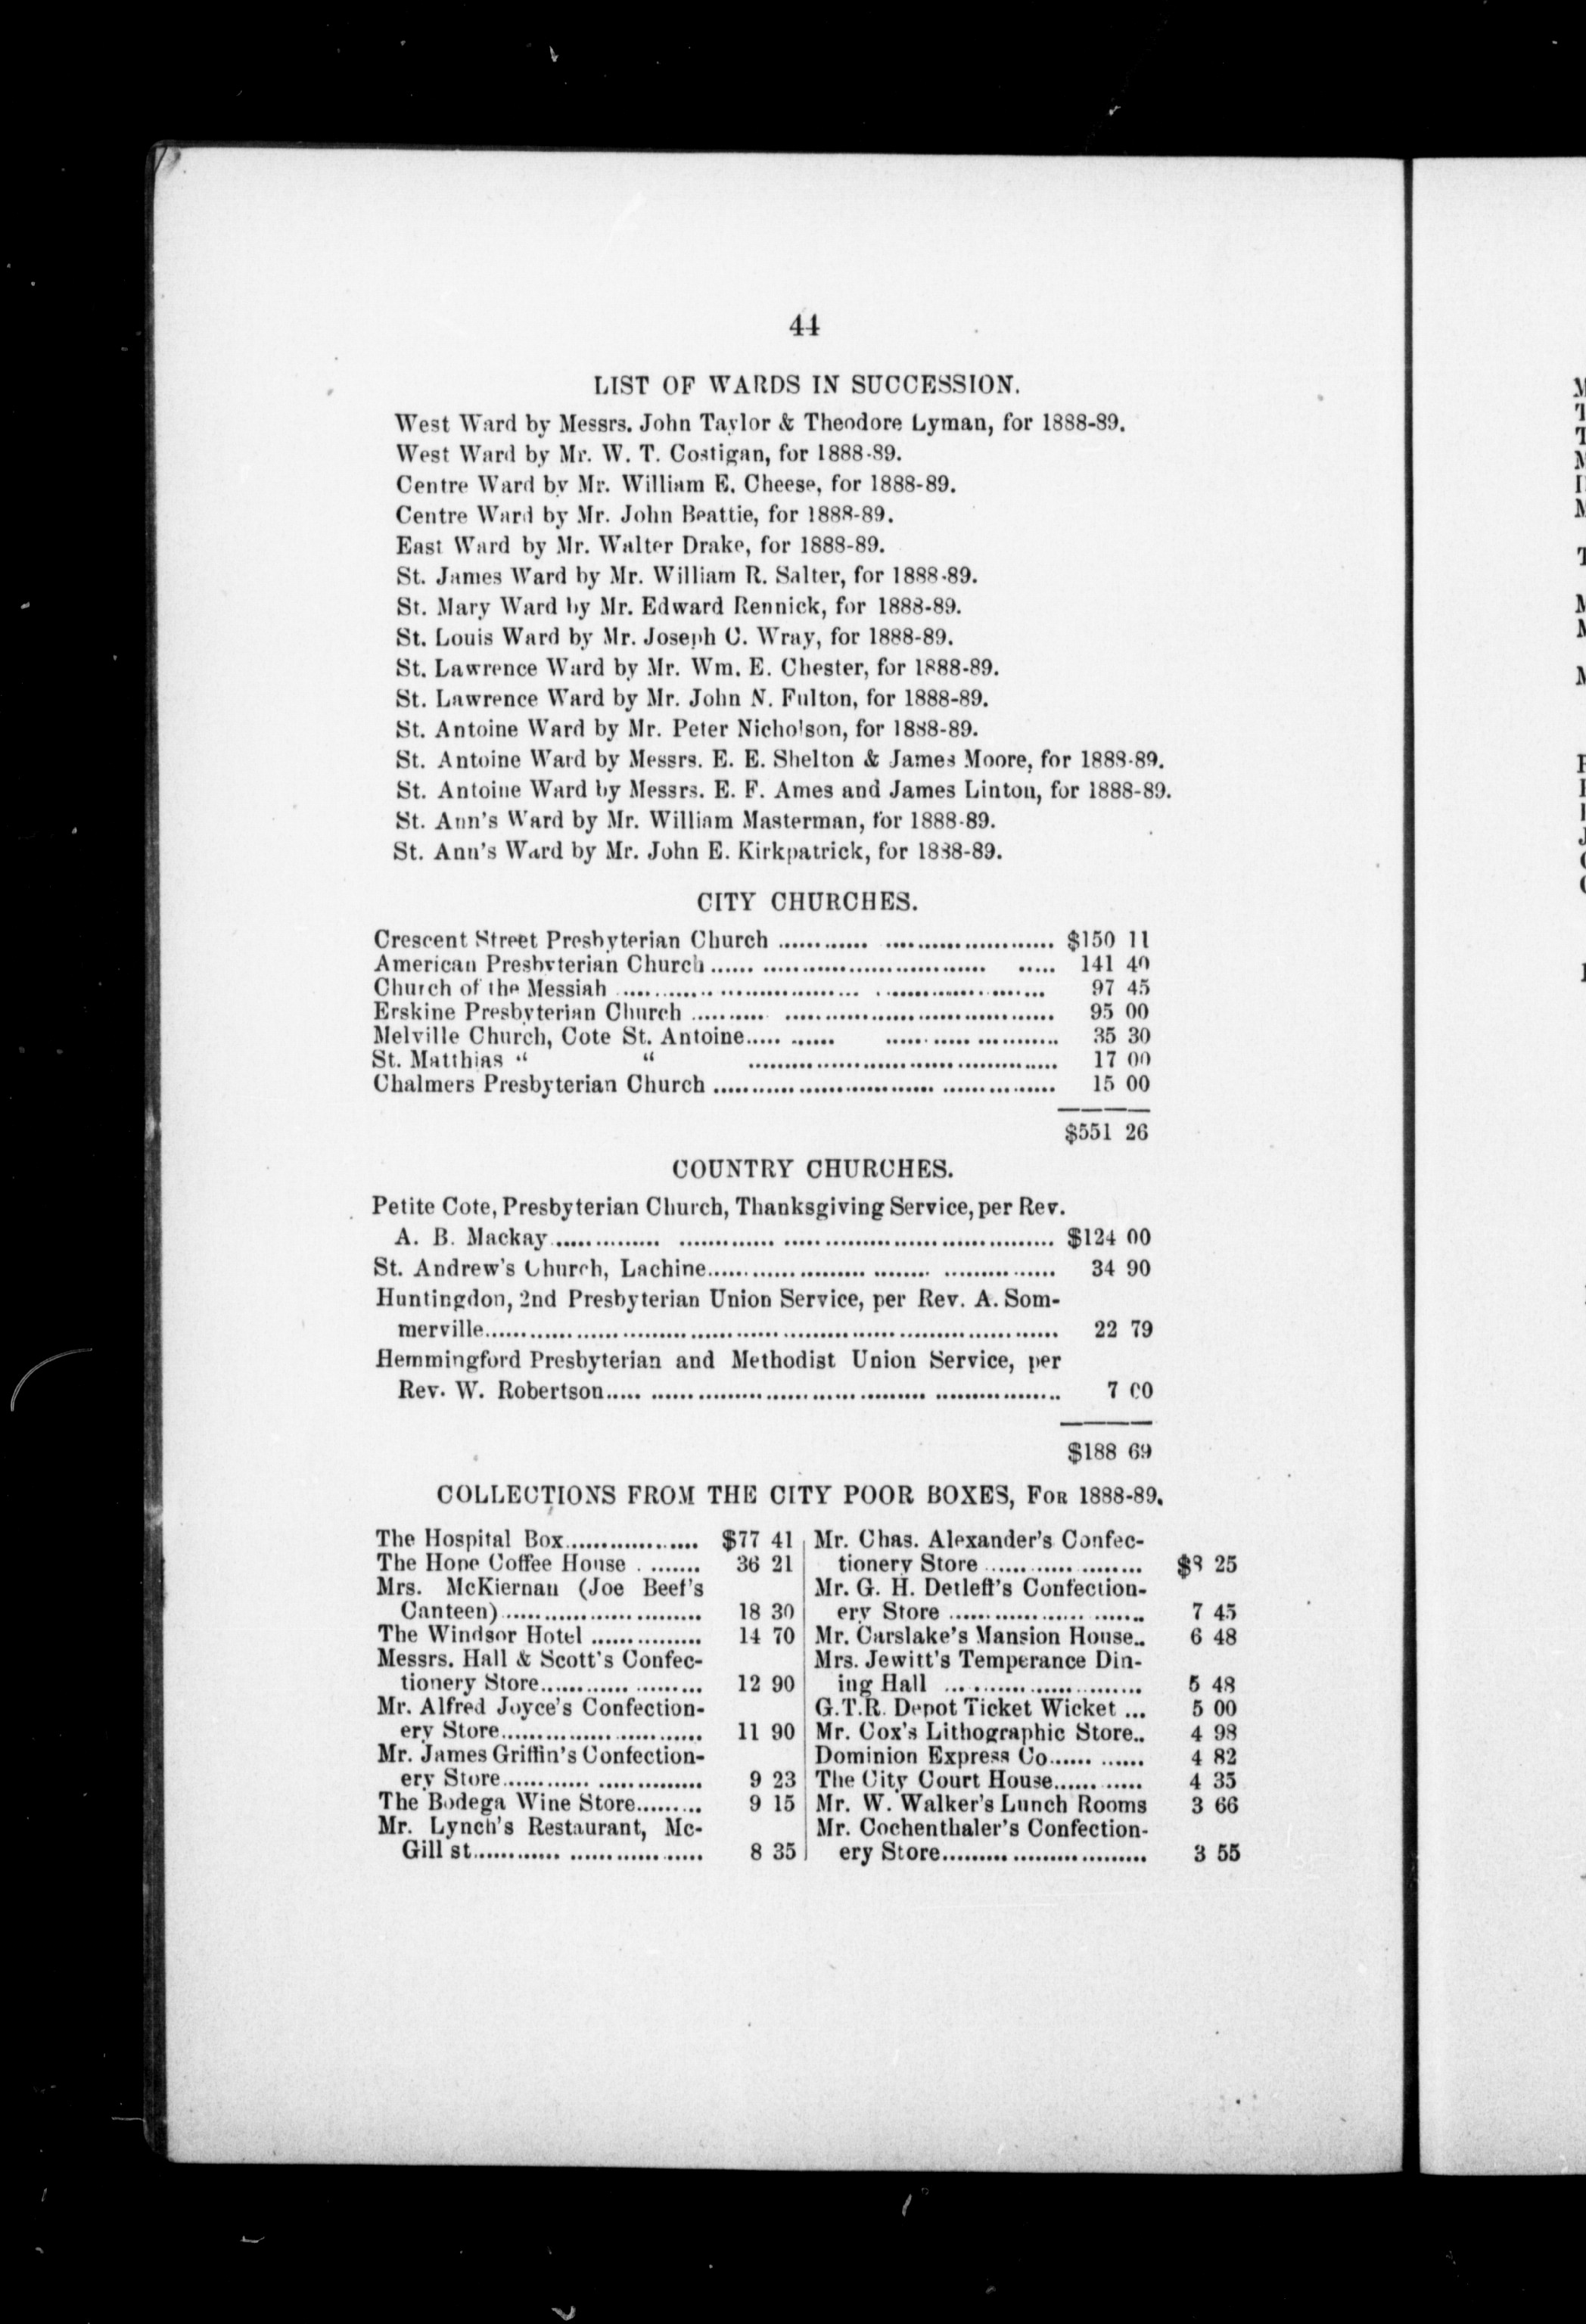 44
LIST OF WARDS IN SUCCESSION.
West Ward by Messrs. John Taylor & Theodore Lyman, for 1888-89.
West Ward by Mr. W. T. Costigan, for 1888-89.
Centre Ward by Mr. William E. Cheese, for 1888-89.
Centre Ward by Mr. John Beattie, for 1888-89.
East Ward by Mr. Walter Drake, for 1888-89.
St. James Ward by Mr. William R. Salter, for 1888-89.
St. Mary Ward by Mr. Edward Rennick, for 1888-89.
St. Louis Ward by Mr. Joseph C. Wray, for 1888-89.
St. Lawrence Ward by Mr. Wm. E. Chester, for 1888-89.
St. Lawrence Ward by Mr. John N. Fulton, for 1888-89.
St. Antoine Ward by Mr. Peter Nicholson, for 1888-89.
St. Antoine Ward by Messrs. E. E. Shelton & James Moore, for 1888-89.
St. Antoine Ward by Messrs. E. F. Ames and James Linton, for 1888-89.
St. Ann's Ward by Mr. William Masterman, for 1888-89.
St. Ann's Ward by Mr. John E. Kirkpatrick, for 1888-89.
CITY CHURCHES.
Crescent Street Presbyterian Church .................................. $150 11
American Presbyterian Church .................................. 141 40
Church of the Messiah .................................. 97 45
Erskine Presbyterian Church .................................. 95 00
Melville Church, Cote St. Antoine .................................. 35 30
St. Matthias “ “ .................................. 17 00
Chalmers Presbyterian Church .................................. 15 00
$551 26
COUNTRY CHURCHES.
Petite Cote, Presbyterian Church, Thanksgiving Service, per Rev.
A. B. Mackay .................................. $124 00
St. Andrew's Church, Lachine .................................. 34 90
Huntingdon, 2nd Presbyterian Union Service, per Rev. A. Som-
merville .................................. 22 79
Hemmingford Presbyterian and Methodist Union Service, per
Rev. W. Robertson .................................. 7 00
$188 69
COLLECTIONS FROM THE CITY POOR BOXES, FOR 1888-89.
The Hospital Box .................. $77 41
The Hope Coffee House ......... 36 21
Mrs. McKiernan (Joe Beef's
Canteen) .................. 18 30
The Windsor Hotel ............... 14 70
Messrs. Hall & Scott's Confec-
tionery Store .................. 12 90
Mr. Alfred Joyce's Confection-
ery Store .................. 11 90
Mr. James Griffin's Confection-
ery Store .................. 9 23
The Bodega Wine Store ......... 9 15
Mr. Lynch's Restaurant, Mc-
Gill st .................. 8 35
Mr. Chas. Alexander's Confec-
tionery Store .................. $8 25
Mr. G. H. Detleff's Confection-
ery Store .................. 7 45
Mr. Carslake's Mansion House.. 6 48
Mrs. Jewitt's Temperance Din-
ing Hall .................. 5 48
G.T.R. Depot Ticket Wicket ... 5 00
Mr. Cox's Lithographic Store.. 4 98
Dominion Express Co ............ 4 82
The City Court House ............ 4 35
Mr. W. Walker's Lunch Rooms 3 66
Mr. Cochenthaler's Confection-
ery Store .................. 3 55